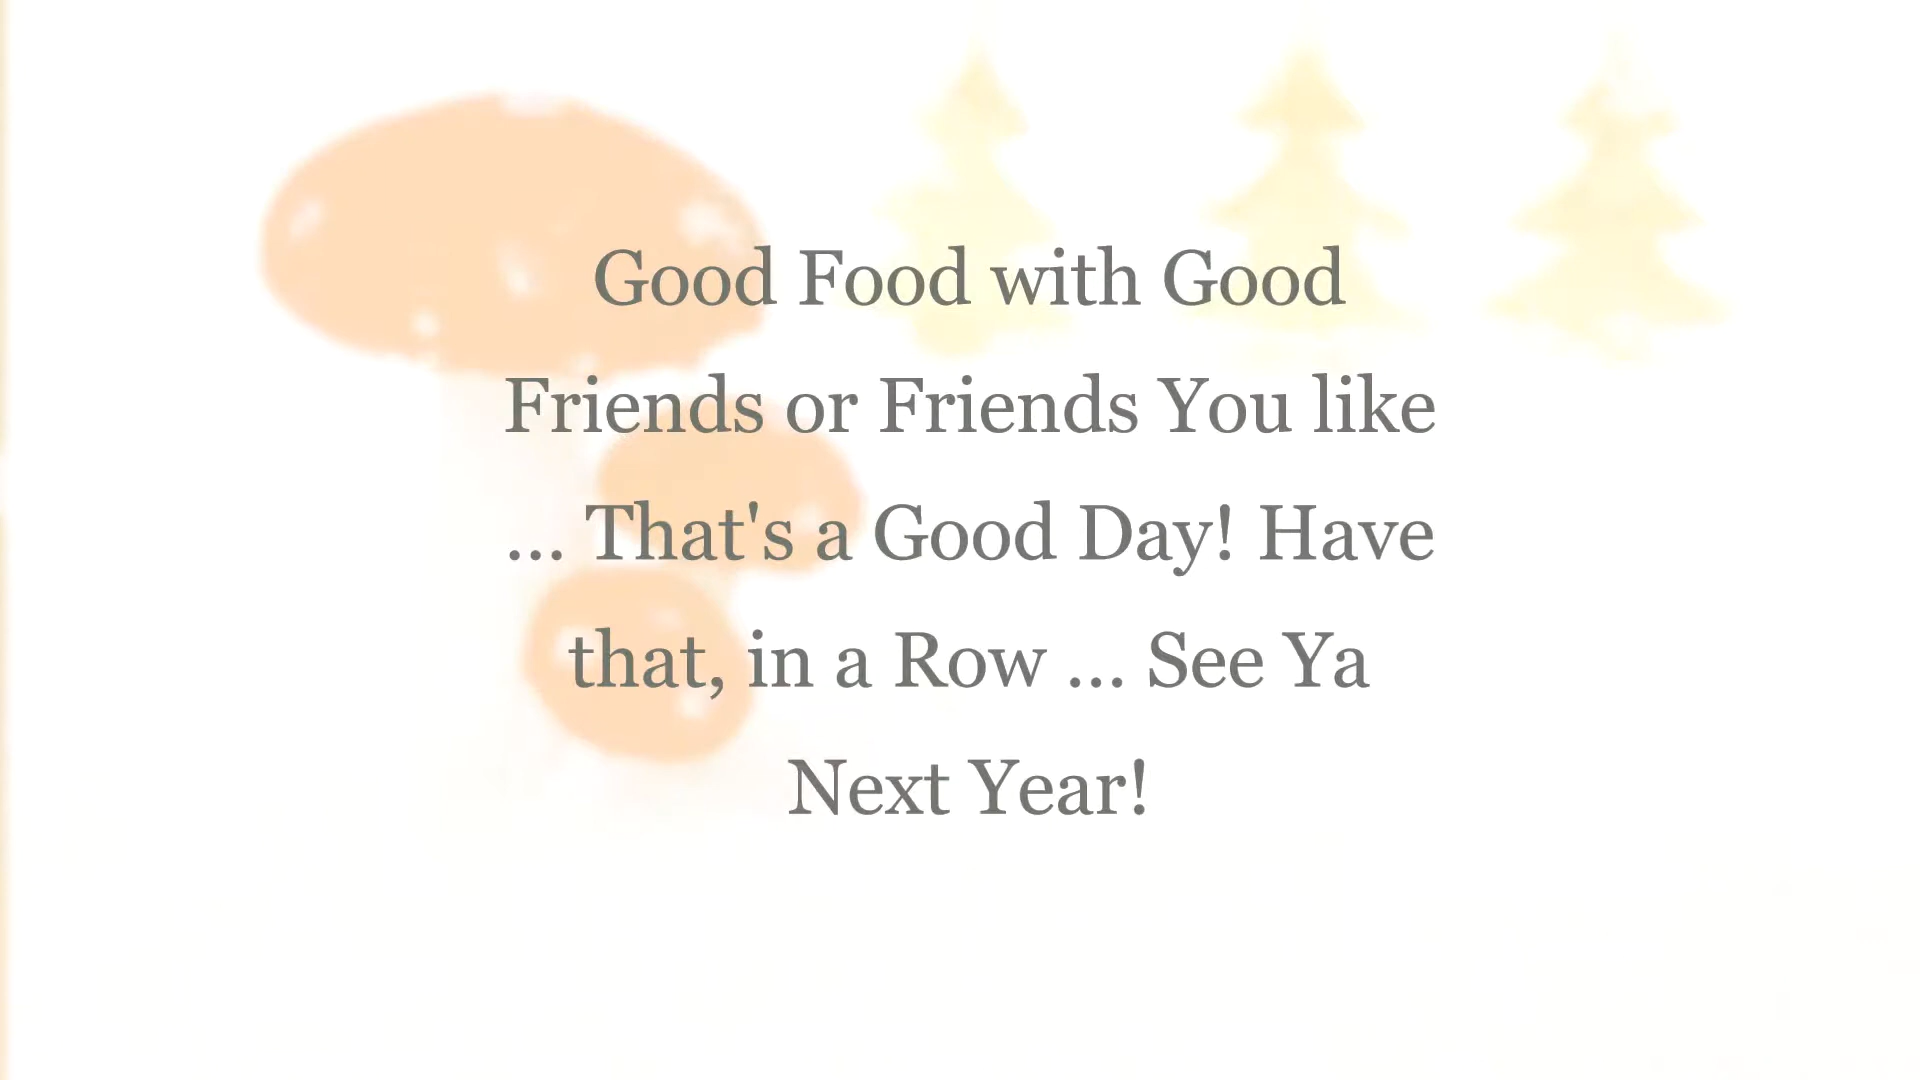 Good Food with Good
Friends or Friends You like
... That's a Good Day! Have
that, in a Row ... See Ya
Next Year!